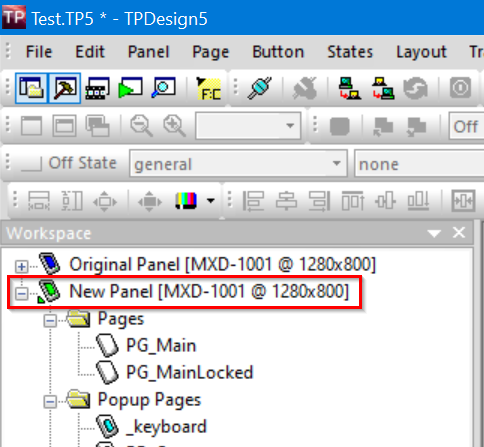 TP Test.TP5 * - TPDesign5
File Edit Panel Page Button States Layout
F:C
Off
Off State general none
Workspace
Original Panel [MXD-1001 @ 1280x800]
New Panel [MXD-1001 @ 1280x800]
Pages
PG_Main
PG_MainLocked
Popup Pages
_keyboard